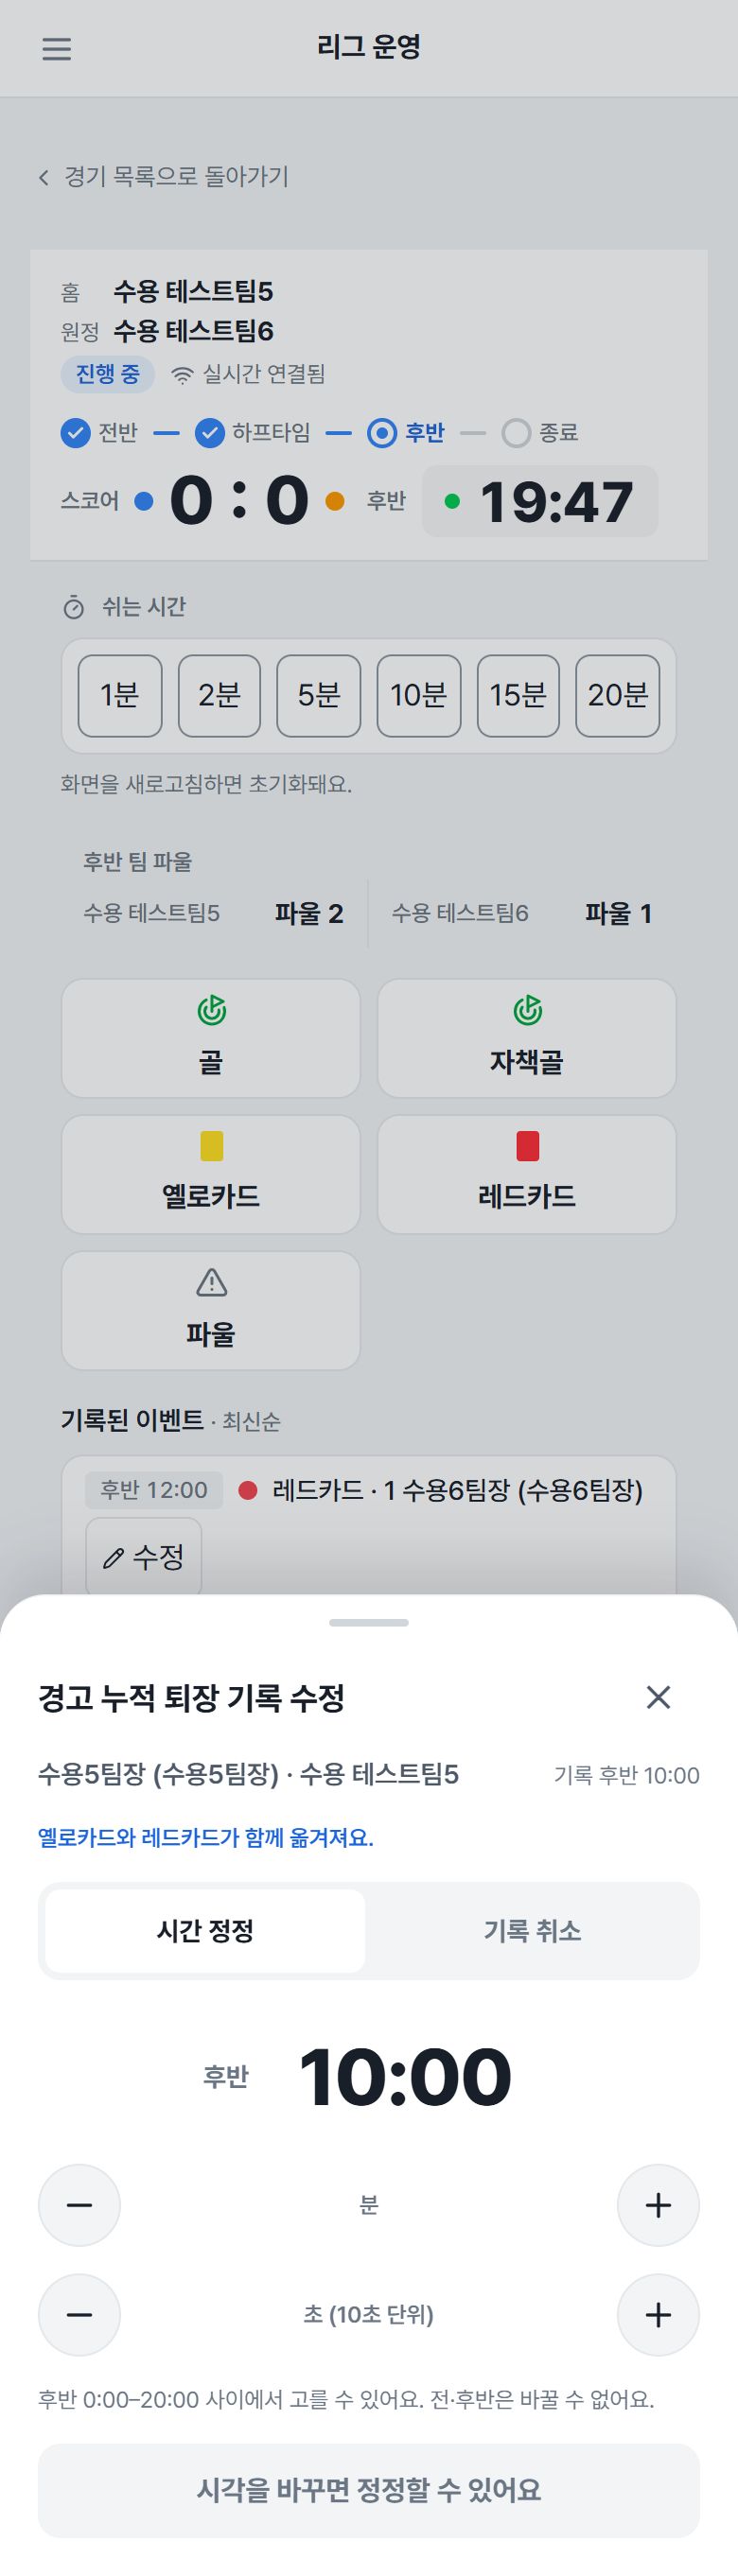 리그 운영
경기 목록으로 돌아가기
홈 수용 테스트팀5
원정 수용 테스트팀6
진행 중 실시간 연결됨
전반 하프타임 후반 종료
스코어 0 : 0 후반 19:47
쉬는 시간
1분 2분 5분 10분 15분 20분
화면을 새로고침하면 초기화돼요.
후반 팀 파울
수용 테스트팀5 파울 2 수용 테스트팀6 파울 1
골 자책골
옐로카드 레드카드
파울
기록된 이벤트 · 최신순
후반 12:00 레드카드 · 1 수용6팀장 (수용6팀장)
수정
경고 누적 퇴장 기록 수정
수용5팀장 (수용5팀장) · 수용 테스트팀5 기록 후반 10:00
옐로카드와 레드카드가 함께 옮겨져요.
시간 정정 기록 취소
후반 10:00
분
초 (10초 단위)
후반 0:00–20:00 사이에서 고를 수 있어요. 전·후반은 바꿀 수 없어요.
시각을 바꾸면 정정할 수 있어요